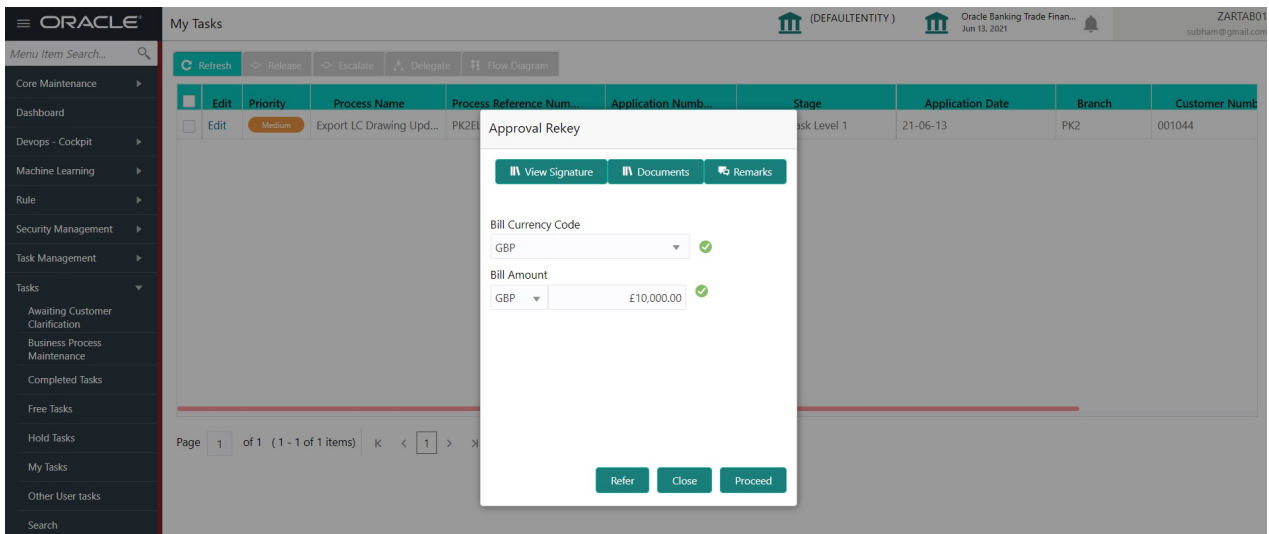 ORACLE
My Tasks
(DEFAULTENTITY )
Oracle Banking Trade Finan...
Jun 13, 2021
ZARTAB01
subham@gmail.com
Menu Item Search...
Core Maintenance
Dashboard
Devops - Cockpit
Machine Learning
Rule
Security Management
Task Management
Tasks
Awaiting Customer
Clarification
Business Process
Maintenance
Completed Tasks
Free Tasks
Hold Tasks
My Tasks
Other User tasks
Search
Refresh Release Escalate Delegate Flow Diagram
Edit Priority Process Name Process Reference Num... Application Numb... Stage Application Date Branch Customer Numb
Edit Medium Export LC Drawing Upd... PK2EL ask Level 1 21-06-13 PK2 001044
Page 1 of 1 ( 1 - 1 of 1 items) K < 1 >
Approval Rekey
View Signature Documents Remarks
Bill Currency Code
GBP
Bill Amount
GBP £10,000.00
Refer Close Proceed